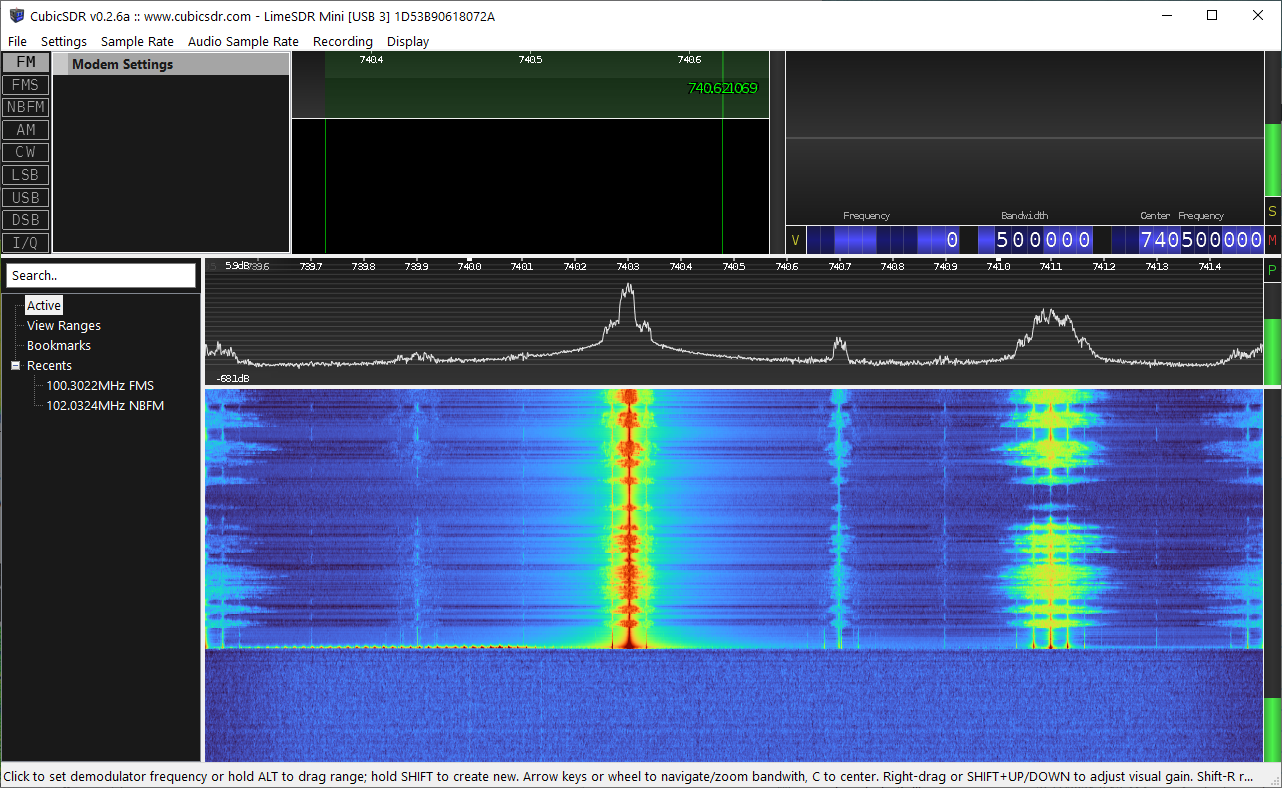 CubicSDR v0.2.6a :: www.cubicsdr.com - LimeSDR Mini [USB 3] 1D53B90618072A
File Settings Sample Rate Audio Sample Rate Recording Display
FM
FMS
NBFM
AM
CW
LSB
USB
DSB
I/Q
Modem Settings
740.4 740.5 740.6
740.621069
Frequency Bandwidth Center Frequency
V 0 500000 740500000
S
M
P
Search..
Active
View Ranges
Bookmarks
Recents
100.3022MHz FMS
102.0324MHz NBFM
5.9dB 739.6 739.7 739.8 739.9 740.0 740.1 740.2 740.3 740.4 740.5 740.6 740.7 740.8 740.9 741.0 741.1 741.2 741.3 741.4
-68.1dB
Click to set demodulator frequency or hold ALT to drag range; hold SHIFT to create new. Arrow keys or wheel to navigate/zoom bandwith, C to center. Right-drag or SHIFT+UP/DOWN to adjust visual gain. Shift-R r...